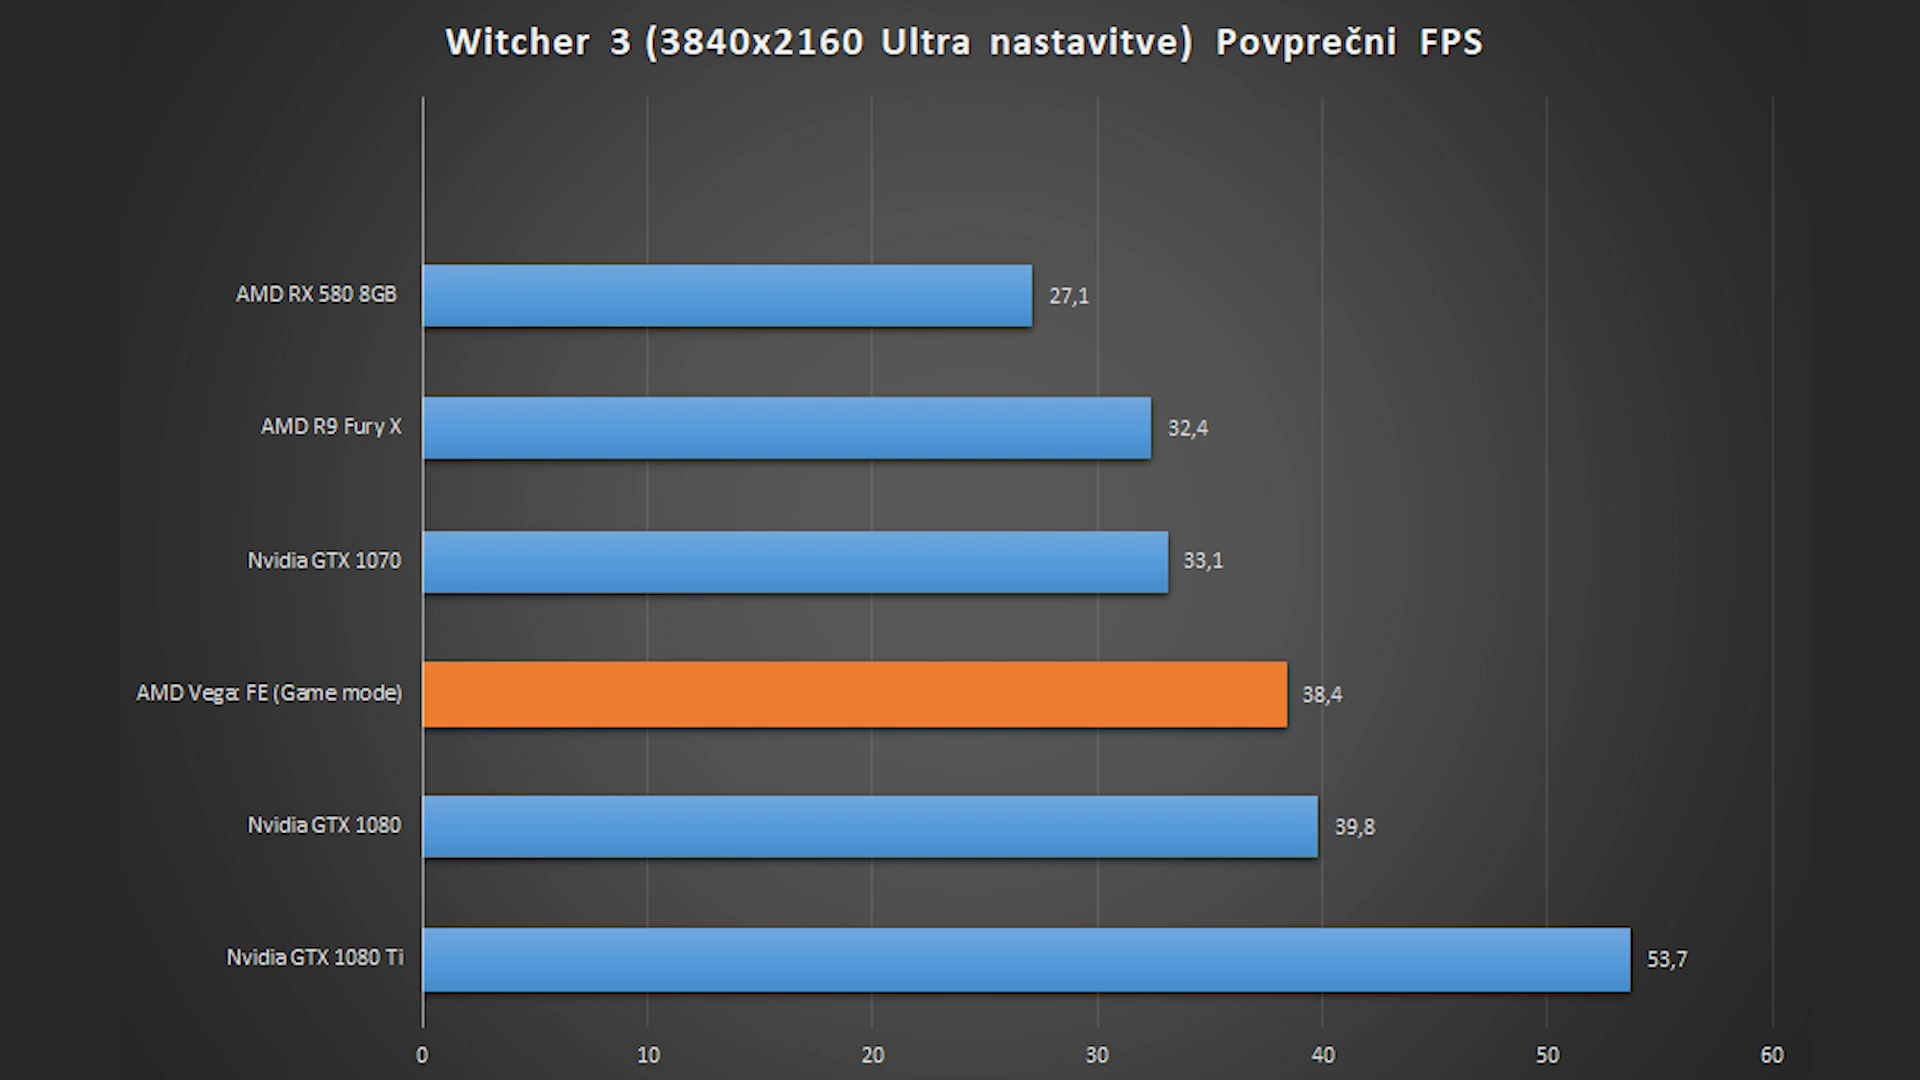 Witcher 3 (3840x2160 Ultra nastavitve) Povprečni FPS
AMD RX 580 8GB 27,1
AMD R9 Fury X 32,4
Nvidia GTX 1070 33,1
AMD Vega: FE (Game mode) 38,4
Nvidia GTX 1080 39,8
Nvidia GTX 1080 Ti 53,7
0 10 20 30 40 50 60